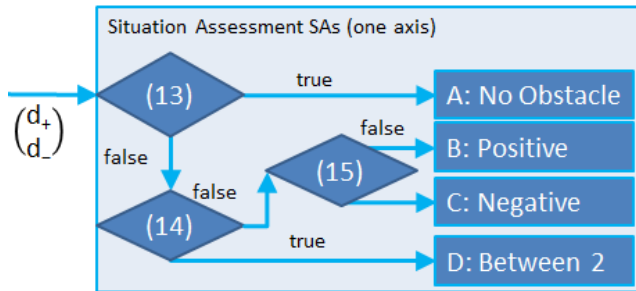 Situation Assessment SAs (one axis)
(13)
true
A: No Obstacle
(d₊
d₋)
false
B: Positive
false
false
(15)
C: Negative
(14)
true
D: Between 2